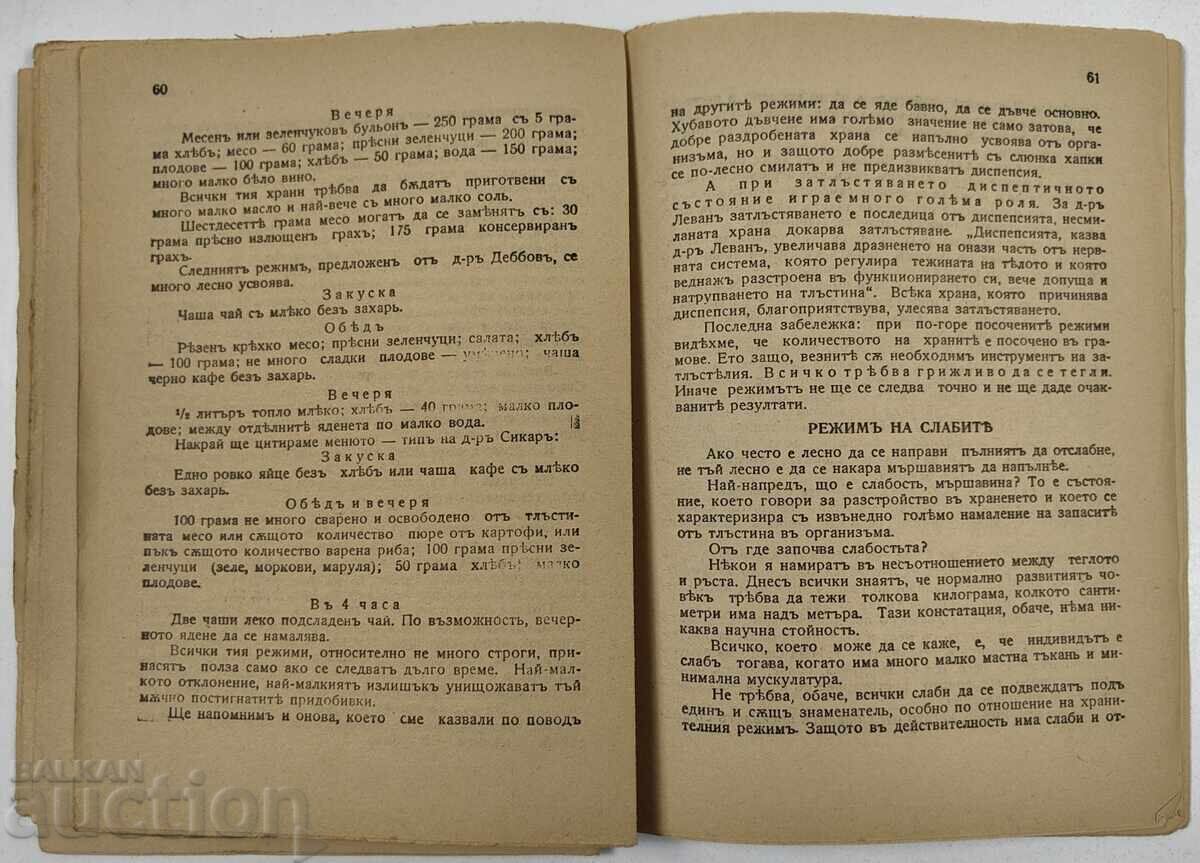 60
Вечеря
Месенъ или зеленчуковъ бульонъ — 250 грама съ 5 гра-
ма хлѣбъ; месо — 60 грама; прѣсни зеленчуци — 200 грама;
плодове — 100 грама; хлѣбъ — 50 грама; вода — 150 грама;
много малко бѣло вино.
Всички тия храни трѣбва да бѫдатъ приготвени съ
много малко масло и най-вече съ много малко соль.
Шестдесеттѣ грама месо могатъ да се замѣнятъ съ: 30
грама прѣсно излющенъ грахъ; 175 грама консервиранъ
грахъ.
Следниятъ режимъ, предложенъ отъ д-ръ Деббовъ, се
много лесно усвоява.
Закуска
Чаша чай съ млѣко безъ захарь.
Обѣдъ
Рѣзенъ крѣхко месо; прѣсни зеленчуци; салата; хлѣбъ
— 100 грама; не много сладки плодове — умѣрено; чаша
черно кафе безъ захарь.
Вечеря
½ литъръ топло млѣко; хлѣбъ — 40 грама; малко пло-
дове; между отдѣлнитѣ яденета по малко вода.
Накрай ще цитираме менюто — типъ на д-ръ Сикаръ:
Закуска
Едно ровко яйце безъ хлѣбъ или чаша кафе съ млѣко
безъ захарь.
Обѣдъ и вечеря
100 грама не много сварено и освободено отъ тлъсти-
ната месо или сѫщото количество пюре от картофи, или
пъкъ сѫщото количество варена риба; 100 грама прѣсни зе-
ленчуци (зеле, моркови, маруля); 50 грама хлѣбъ; малко
плодове.
Въ 4 часа
Две чаши леко подсладенъ чай. По възможность, вечер-
ното ядене да се намалява.
Всички тия режими, относително не много строги, при-
насятъ полза само ако се следватъ дълго време. Най-мал-
кото отклонение, най-малкиятъ излишъкъ унищожаватъ тъй
мѫчно постигнатитѣ придобивки.
Ще напомнимъ и онова, което сме казвали по поводъ
61
на другитѣ режими: да се яде бавно, да се дъвче основно.
Хубавото дъвчене има голѣмо значение не само затова, че
добре раздробената храна се напълно усвоява отъ орга-
низъма, но и защото добре размѣсенитѣ съ слюнка хапки
се по-лесно смилатъ и не предизвикатъ диспепсия.
А при затлъстяването диспептичното
състояние играе много голѣма роля. За д-ръ
Леванъ затлъстяването е последица отъ диспепсията, несми-
ланата храна докарва затлъстяване. „Диспепсията, казва
д-ръ Леванъ, увеличава дразненето на онази часть отъ нерв-
ната система, която регулира тежината на тѣлото и която
веднажъ разстроена въ функционирането си, вече допуща и
натрупването на тлъстина“. Всѣка храна, която причинява
диспепсия, благоприятствува, улесява затлъстяването.
Последна забележка: при по-горе посоченитѣ режими
видѣхме, че количеството на хранитѣ е посочено въ гра-
мове. Ето защо, везнитѣ сѫ необходимъ инструментъ на за-
тлъстѣлия. Всичко трѣбва грижливо да се тегли.
Иначе режимътъ не ще се следва точно и не ще даде очак-
ванитѣ резултати.
РЕЖИМЪ НА СЛАБИТѢ
Ако често е лесно да се направи пълниятъ да отслабне,
не тъй лесно е да се накара мършавиятъ да напълнѣе.
Най-напредъ, що е слабость, мършавина? То е състоя-
ние, което говори за разстройство въ храненето и което се
характеризира съ извънедно голѣмо намаление на запаситѣ
отъ тлъстина въ организъма.
Отъ где започва слабостьта?
Нѣкои я намиратъ въ несъотношението между теглото
и ръста. Днесъ всички знаятъ, че нормално развитиятъ чо-
вѣкъ трѣбва да тежи толкова килограма, колкото санти-
метри има надъ метъра. Тази констатация, обаче, нѣма ни-
каква научна стойность.
Всичко, което може да се каже, е, че индивидътъ е
слабъ тогава, когато има много малко мастна тъкань и ми-
нимална мускулатура.
Не трѣбва, обаче, всички слаби да се подвеждатъ подъ
единъ и сѫщъ знаменатель, особно по отношение на храни-
телния режимъ. Защото въ действителность има слаби и от-
BALKAN
auction